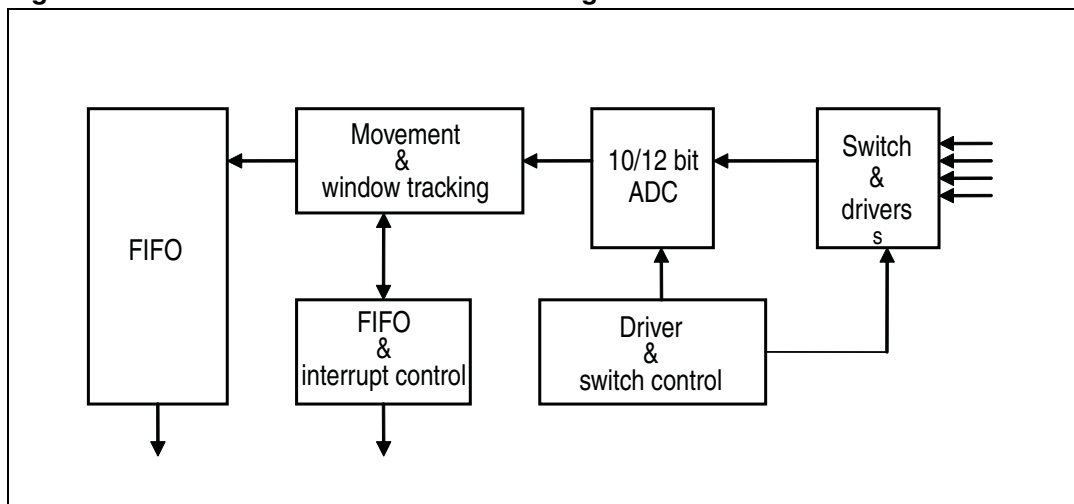 FIFO
Movement
&
window tracking
10/12 bit
ADC
Switch
&
drivers
s
FIFO
&
interrupt control
Driver
&
switch control